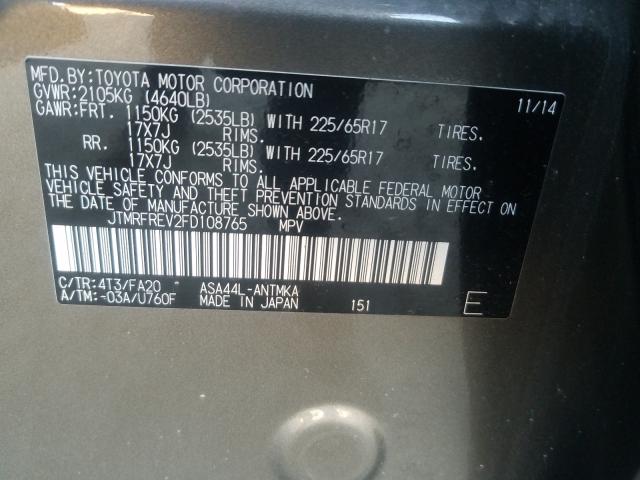 MFD.BY:TOYOTA MOTOR CORPORATION 11/14
GVWR:2105KG (4640LB)
GAWR:FRT. 1150KG (2535LB) WITH 225/65R17 TIRES.
17X7J RIMS.
RR. 1150KG (2535LB) WITH 225/65R17 TIRES.
17X7J RIMS.
THIS VEHICLE CONFORMS TO ALL APPLICABLE FEDERAL MOTOR
VEHICLE SAFETY AND THEFT PREVENTION STANDARDS IN EFFECT ON
THE DATE OF MANUFACTURE SHOWN ABOVE.
JTMRFREV2FD108765 MPV
C/TR:4T3/FA20 ASA44L-ANTMKA
A/TM:-03A/U760F MADE IN JAPAN 151 E